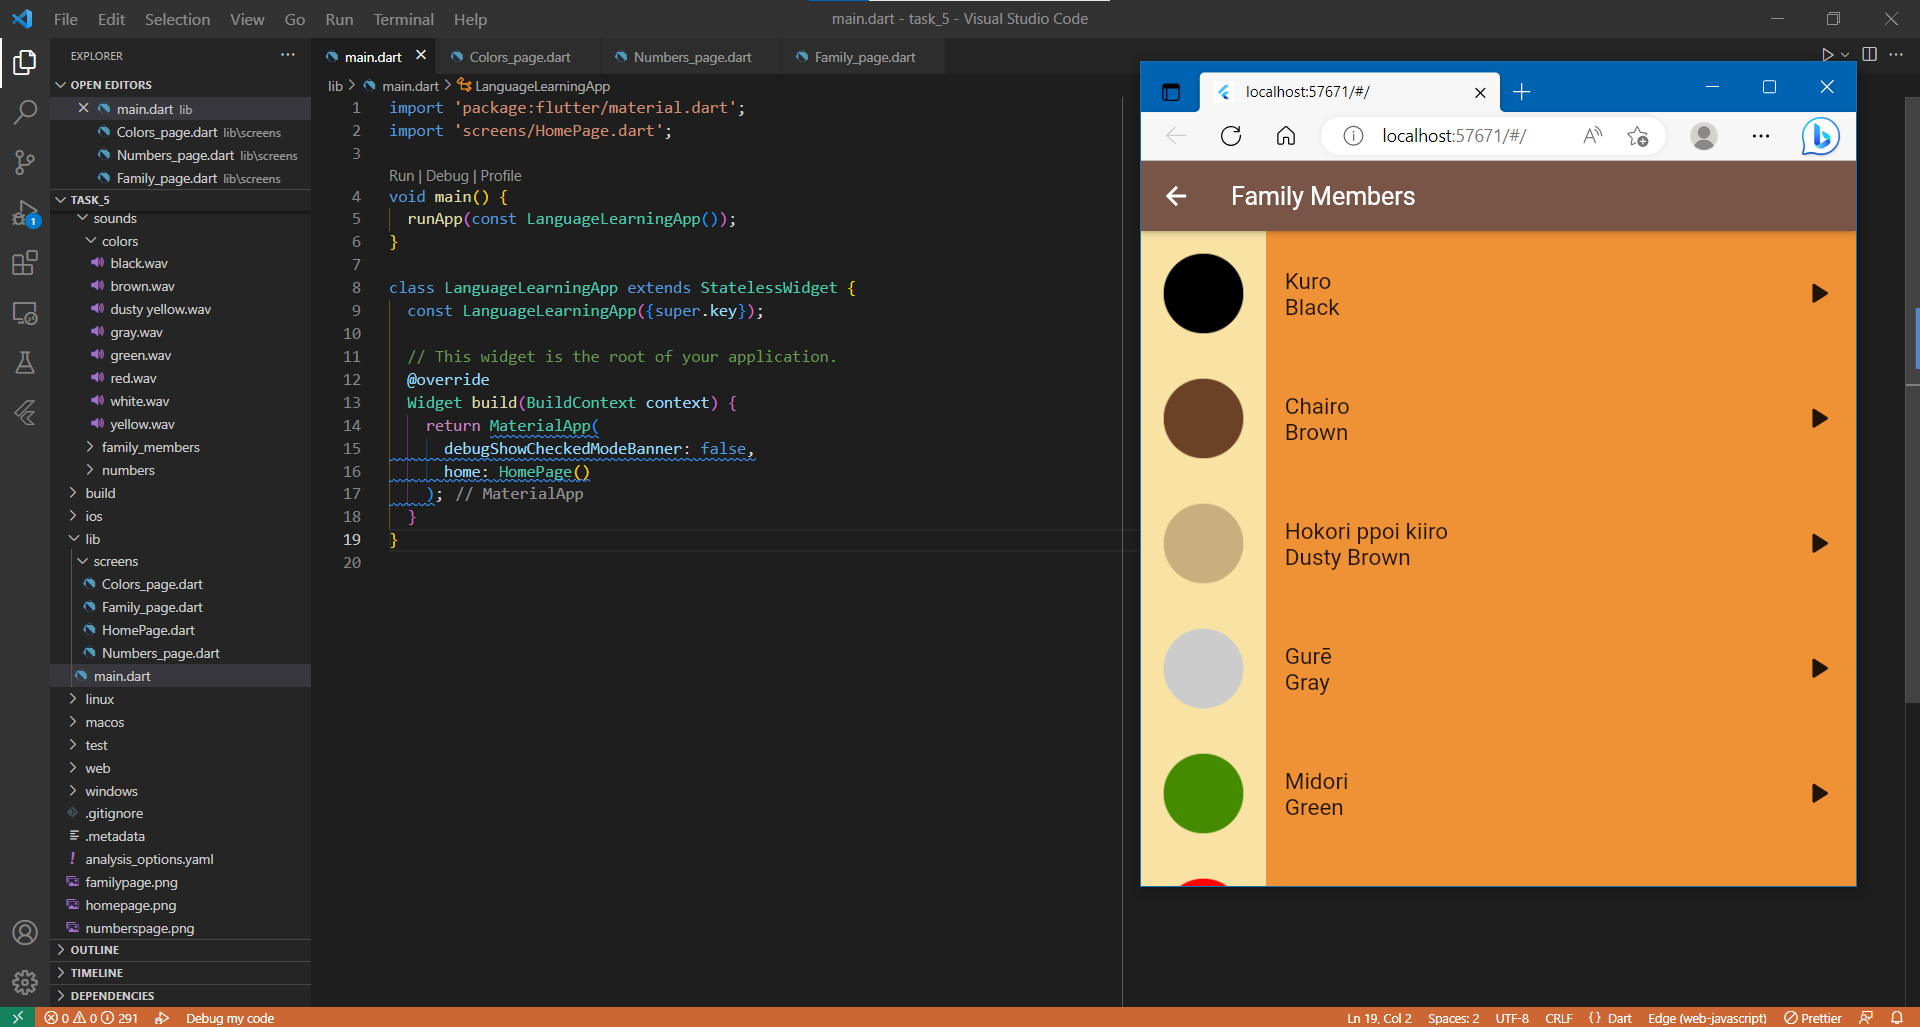 File Edit Selection View Go Run Terminal Help
main.dart - task_5 - Visual Studio Code
EXPLORER
OPEN EDITORS
main.dart lib
Colors_page.dart lib\screens
Numbers_page.dart lib\screens
Family_page.dart lib\screens
TASK_5
sounds
colors
black.wav
brown.wav
dusty yellow.wav
gray.wav
green.wav
red.wav
white.wav
yellow.wav
family_members
numbers
build
ios
lib
screens
Colors_page.dart
Family_page.dart
HomePage.dart
Numbers_page.dart
main.dart
linux
macos
test
web
windows
.gitignore
.metadata
analysis_options.yaml
familypage.png
homepage.png
numberspage.png
OUTLINE
TIMELINE
DEPENDENCIES
1
main.dart Colors_page.dart Numbers_page.dart Family_page.dart
lib > main.dart > LanguageLearningApp
1 import 'package:flutter/material.dart';
2 import 'screens/HomePage.dart';
3
Run | Debug | Profile
4 void main() {
5 runApp(const LanguageLearningApp());
6 }
7
8 class LanguageLearningApp extends StatelessWidget {
9 const LanguageLearningApp({super.key});
10
11 // This widget is the root of your application.
12 @override
13 Widget build(BuildContext context) {
14 return MaterialApp(
15 debugShowCheckedModeBanner: false,
16 home: HomePage()
17 ); // MaterialApp
18 }
19 }
20
localhost:57671/#/
localhost:57671/#/
Family Members
Kuro
Black
Chairo
Brown
Hokori ppoi kiiro
Dusty Brown
Gurē
Gray
Midori
Green
0 0 291 Debug my code
Ln 19, Col 2 Spaces: 2 UTF-8 CRLF {} Dart Edge (web-javascript) Prettier